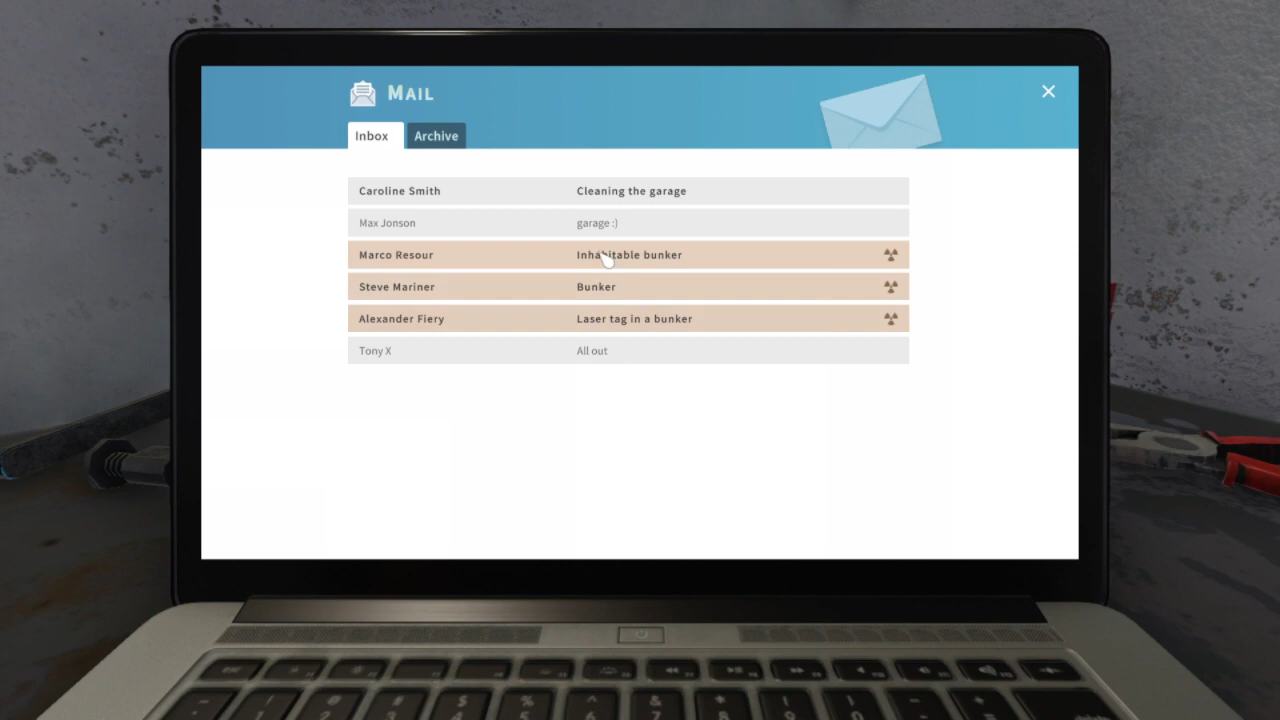 MAIL
Inbox Archive
Caroline Smith Cleaning the garage
Max Jonson garage :)
Marco Resour Inhabitable bunker
Steve Mariner Bunker
Alexander Fiery Laser tag in a bunker
Tony X All out